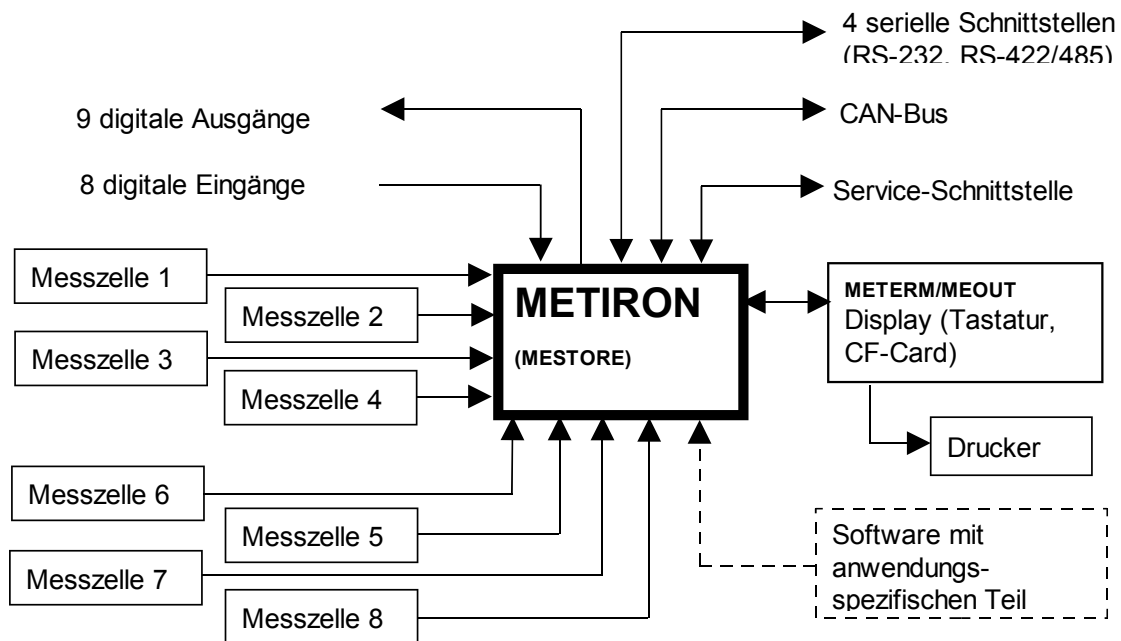 4 serielle Schnittstellen
(RS-232, RS-422/485)
9 digitale Ausgänge
CAN-Bus
8 digitale Eingänge
Service-Schnittstelle
Messzelle 1
Messzelle 2
Messzelle 3
Messzelle 4
METIRON
(MESTORE)
METERM/MEOUT
Display (Tastatur,
CF-Card)
Drucker
Messzelle 6
Messzelle 5
Messzelle 7
Messzelle 8
Software mit
anwendungs-
spezifischen Teil